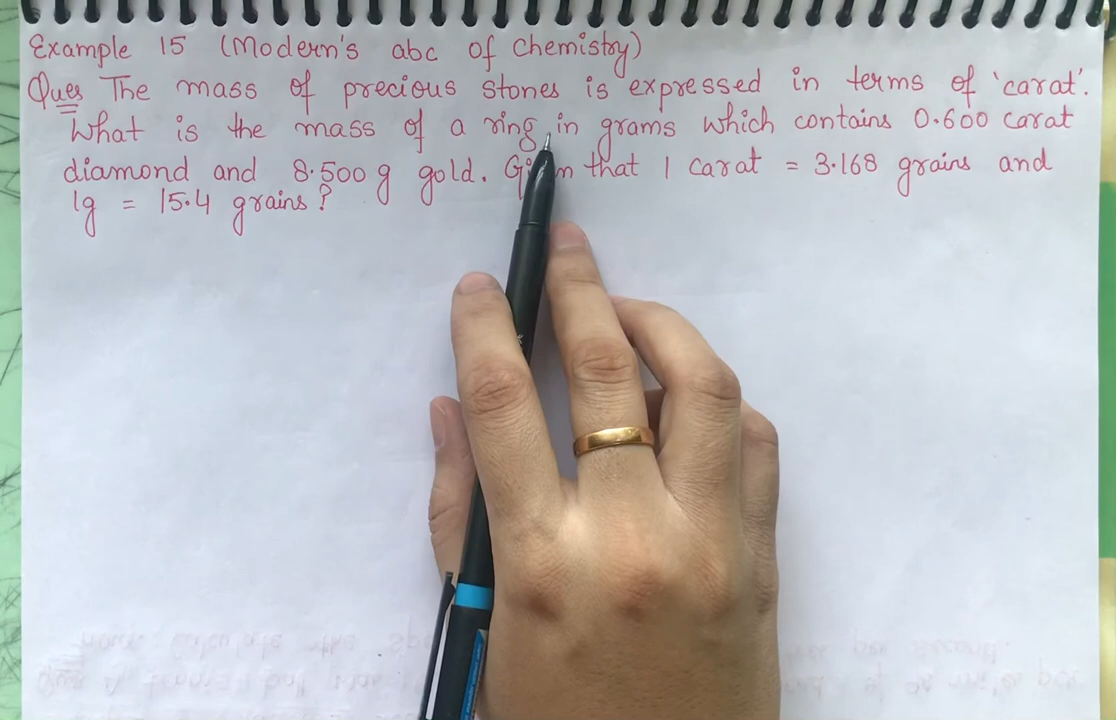 Example 15 (Modern's abc of Chemistry)
Ques The mass of precious stones is expressed in terms of 'carat'.
What is the mass of a ring in grams which contains 0.600 carat
diamond and 8.500 g gold. that 1 carat = 3.168 grains and
1g = 15.4 grains?